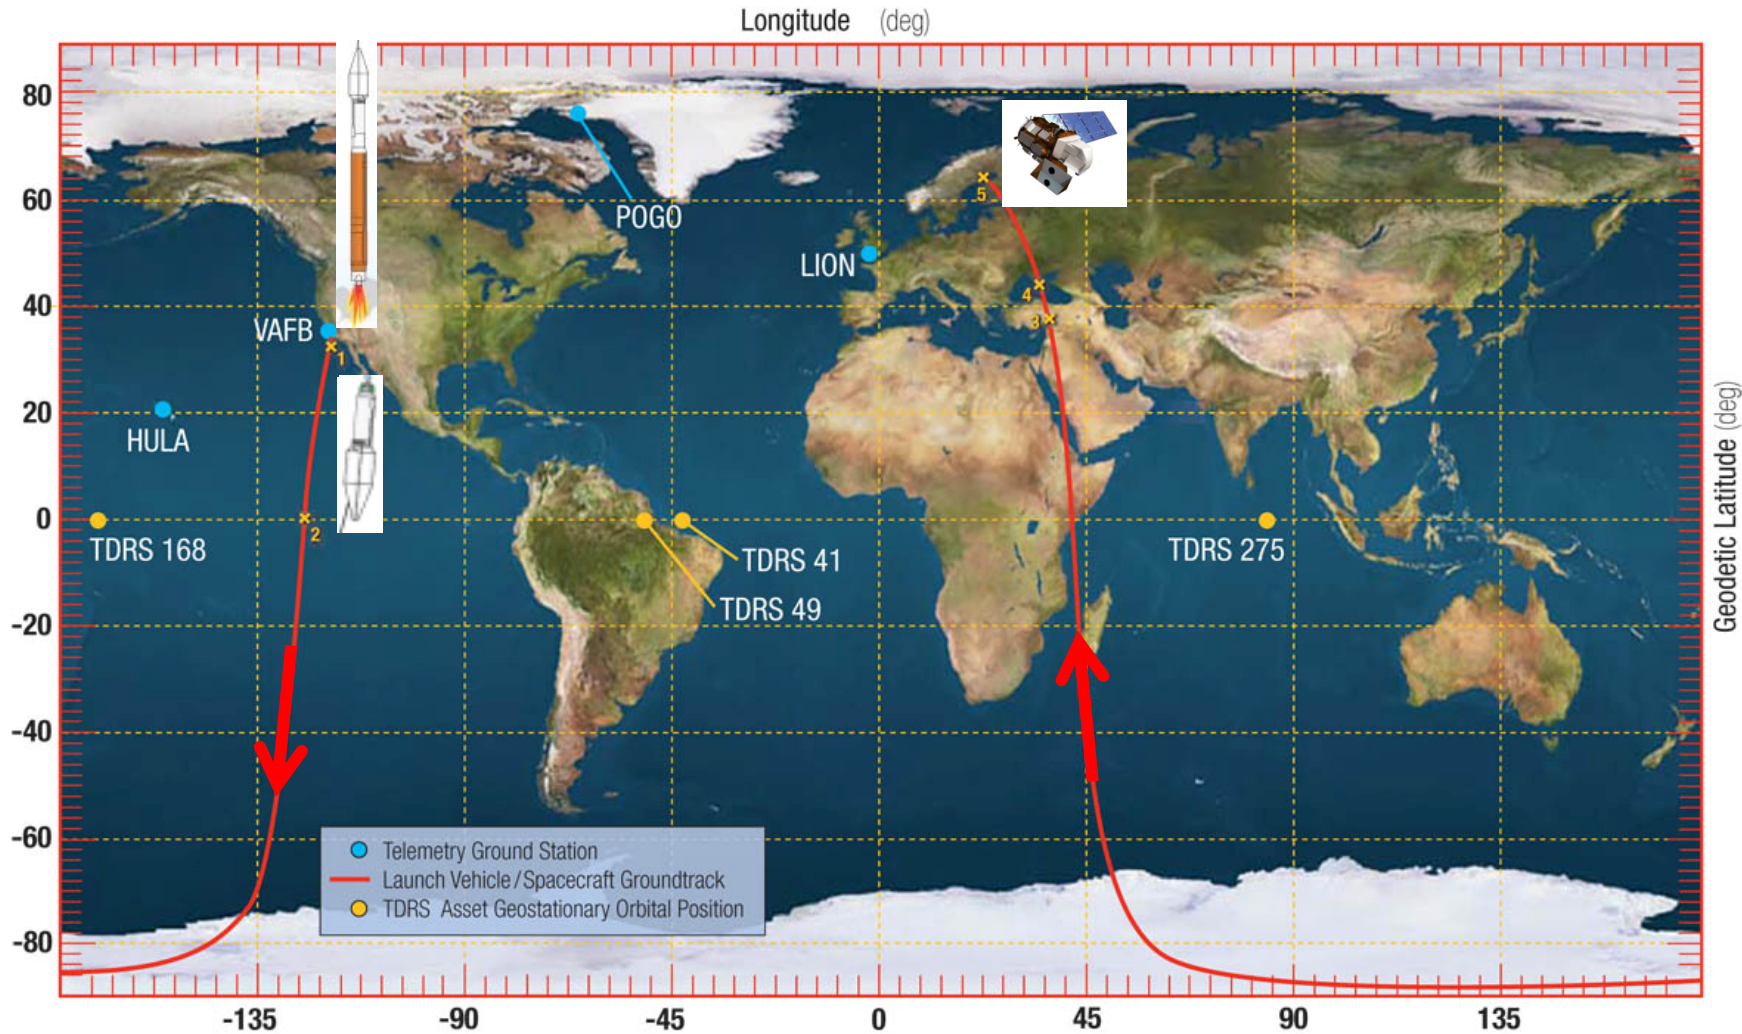 Longitude (deg)
80
60
40
20
0
-20
-40
-60
-80
POGO
5
LION
4
3
VAFB
1
HULA
2
TDRS 168
TDRS 41
TDRS 49
TDRS 275
Geodetic Latitude (deg)
Telemetry Ground Station
Launch Vehicle/Spacecraft Groundtrack
TDRS Asset Geostationary Orbital Position
-135 -90 -45 0 45 90 135